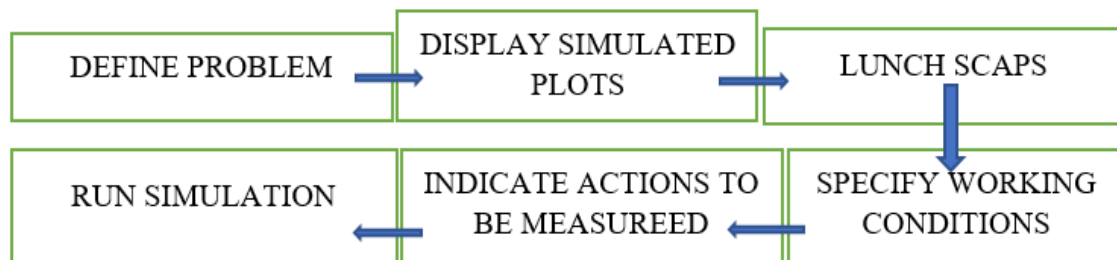 DEFINE PROBLEM
DISPLAY SIMULATED
PLOTS
LUNCH SCAPS
RUN SIMULATION
INDICATE ACTIONS TO
BE MEASUREED
SPECIFY WORKING
CONDITIONS